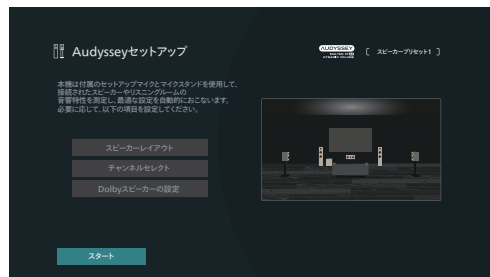 Audysseyセットアップ
AUDYSSEY
[ スピーカープリセット1 ]
本機は付属のセットアップマイクとマイクスタンドを使用して、
接続されたスピーカーやリスニングルームの
音響特性を測定し、最適な設定を自動的におこないます。
必要に応じて、以下の項目を設定してください。
スピーカーレイアウト
チャンネルセレクト
Dolbyスピーカーの設定
スタート